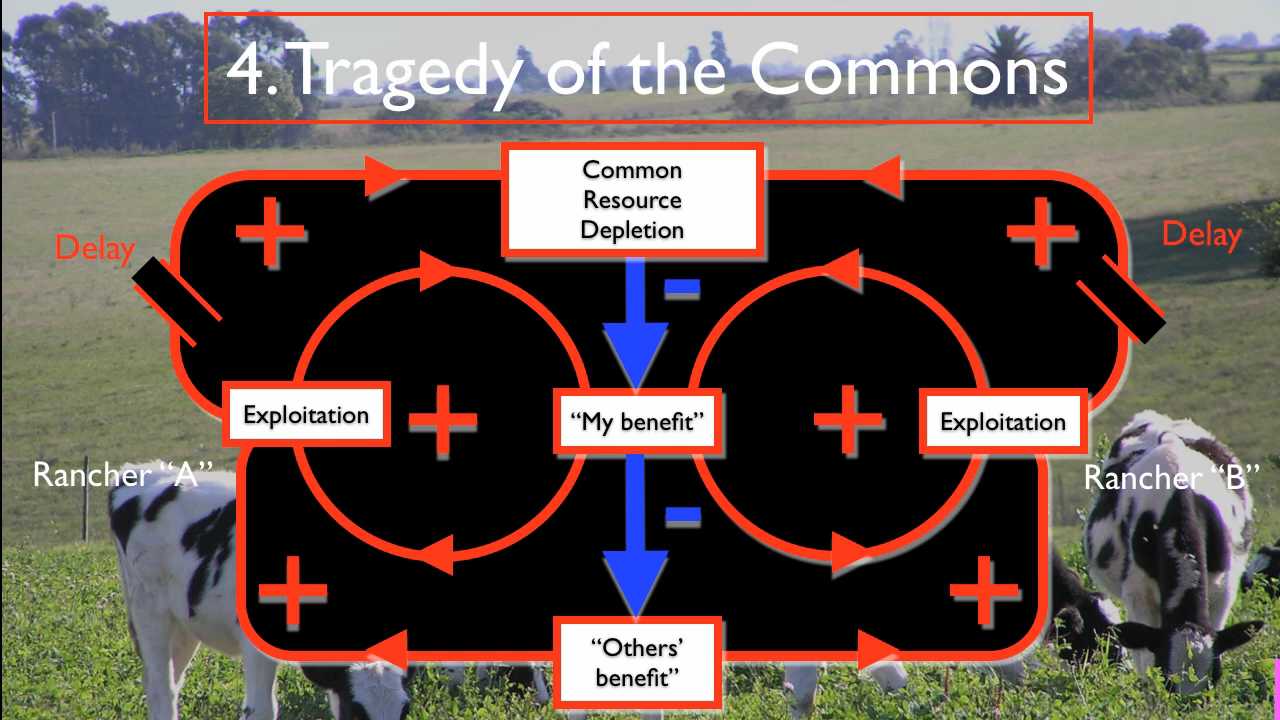 4. Tragedy of the Commons
Common
Resource
Depletion
Delay
Delay
Exploitation
“My benefit”
Exploitation
Rancher “A”
Rancher “B”
“Others’
benefit”